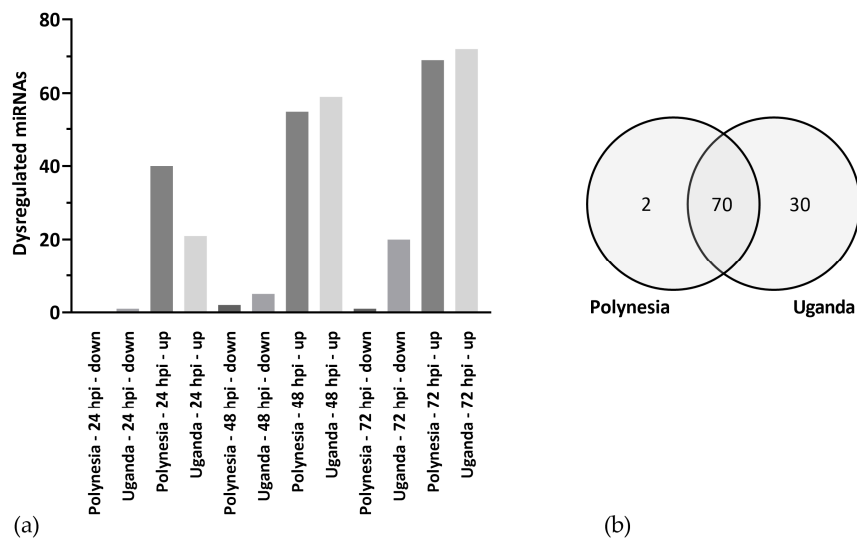 80
60
40
20
0
Dysregulated miRNAs
Polynesia - 24 hpi - down
Uganda - 24 hpi - down
Polynesia - 24 hpi - up
Uganda - 24 hpi - up
Polynesia - 48 hpi - down
Uganda - 48 hpi - down
Polynesia - 48 hpi - up
Uganda - 48 hpi - up
Polynesia - 72 hpi - down
Uganda - 72 hpi - down
Polynesia - 72 hpi - up
Uganda - 72 hpi - up
(a)
2
70
30
Polynesia
Uganda
(b)